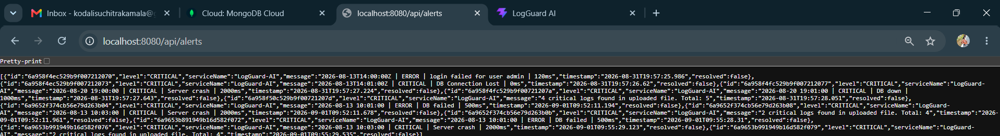 Inbox - kodalisuchitrakamala@g
Cloud: MongoDB Cloud
localhost:8080/api/alerts
LogGuard AI
localhost:8080/api/alerts
Pretty-print
[{"id":"6a958f4ec529b9f007212070","level":"CRITICAL","serviceName":"LogGuard-AI","message":"2026-08-13T14:00:00Z | ERROR | login failed for user admin | 120ms","timestamp":"2026-08-31T19:57:25.986","resolved":false},
{"id":"6a958f4ec529b9f007212073","level":"CRITICAL","serviceName":"LogGuard-AI","message":"2026-08-13T14:01:00Z | CRITICAL | DB Connection Lost | 0ms","timestamp":"2026-08-31T19:57:26.62","resolved":false},{"id":"6a958f4fc529b9f007212077","level":"CRITICAL","serviceName":"LogGuard-
AI","message":"2026-08-20 19:00:00 | CRITICAL | Server crash | 2000ms","timestamp":"2026-08-31T19:57:27.224","resolved":false},{"id":"6a958f4fc529b9f00721207a","level":"CRITICAL","serviceName":"LogGuard-AI","message":"2026-08-20 19:01:00 | CRITICAL | DB down |
1000ms","timestamp":"2026-08-31T19:57:27.643","resolved":false},{"id":"6a958f50c529b9f00721207d","level":"CRITICAL","serviceName":"LogGuard-AI","message":"4 critical logs found in uploaded file. Total: 5","timestamp":"2026-08-31T19:57:28.051","resolved":false},
{"id":"6a9652f374cb56e79d263b04","level":"CRITICAL","serviceName":"LogGuard-AI","message":"2026-08-13 10:01:00 | ERROR | DB failed | 500ms","timestamp":"2026-09-01T09:52:11.194","resolved":false},{"id":"6a9652f374cb56e79d263b08","level":"CRITICAL","serviceName":"LogGuard-
AI","message":"2026-08-13 10:03:00 | CRITICAL | Server crash | 2000ms","timestamp":"2026-09-01T09:52:11.678","resolved":false},{"id":"6a9652f374cb56e79d263b0b","level":"CRITICAL","serviceName":"LogGuard-AI","message":"2 critical logs found in uploaded file. Total: 4","timestamp":"2026-
09-01T09:52:11.961","resolved":false},{"id":"6a9653b891949b16d582f072","level":"CRITICAL","serviceName":"LogGuard-AI","message":"2026-08-13 10:01:00 | ERROR | DB failed | 500ms","timestamp":"2026-09-01T09:55:28.31","resolved":false},
{"id":"6a9653b991949b16d582f076","level":"CRITICAL","serviceName":"LogGuard-AI","message":"2026-08-13 10:03:00 | CRITICAL | Server crash | 2000ms","timestamp":"2026-09-01T09:55:29.123","resolved":false},{"id":"6a9653b991949b16d582f079","level":"CRITICAL","serviceName":"LogGuard-
AI","message":"2 critical logs found in uploaded file. Total: 4","timestamp":"2026-09-01T09:55:29.535","resolved":false}]